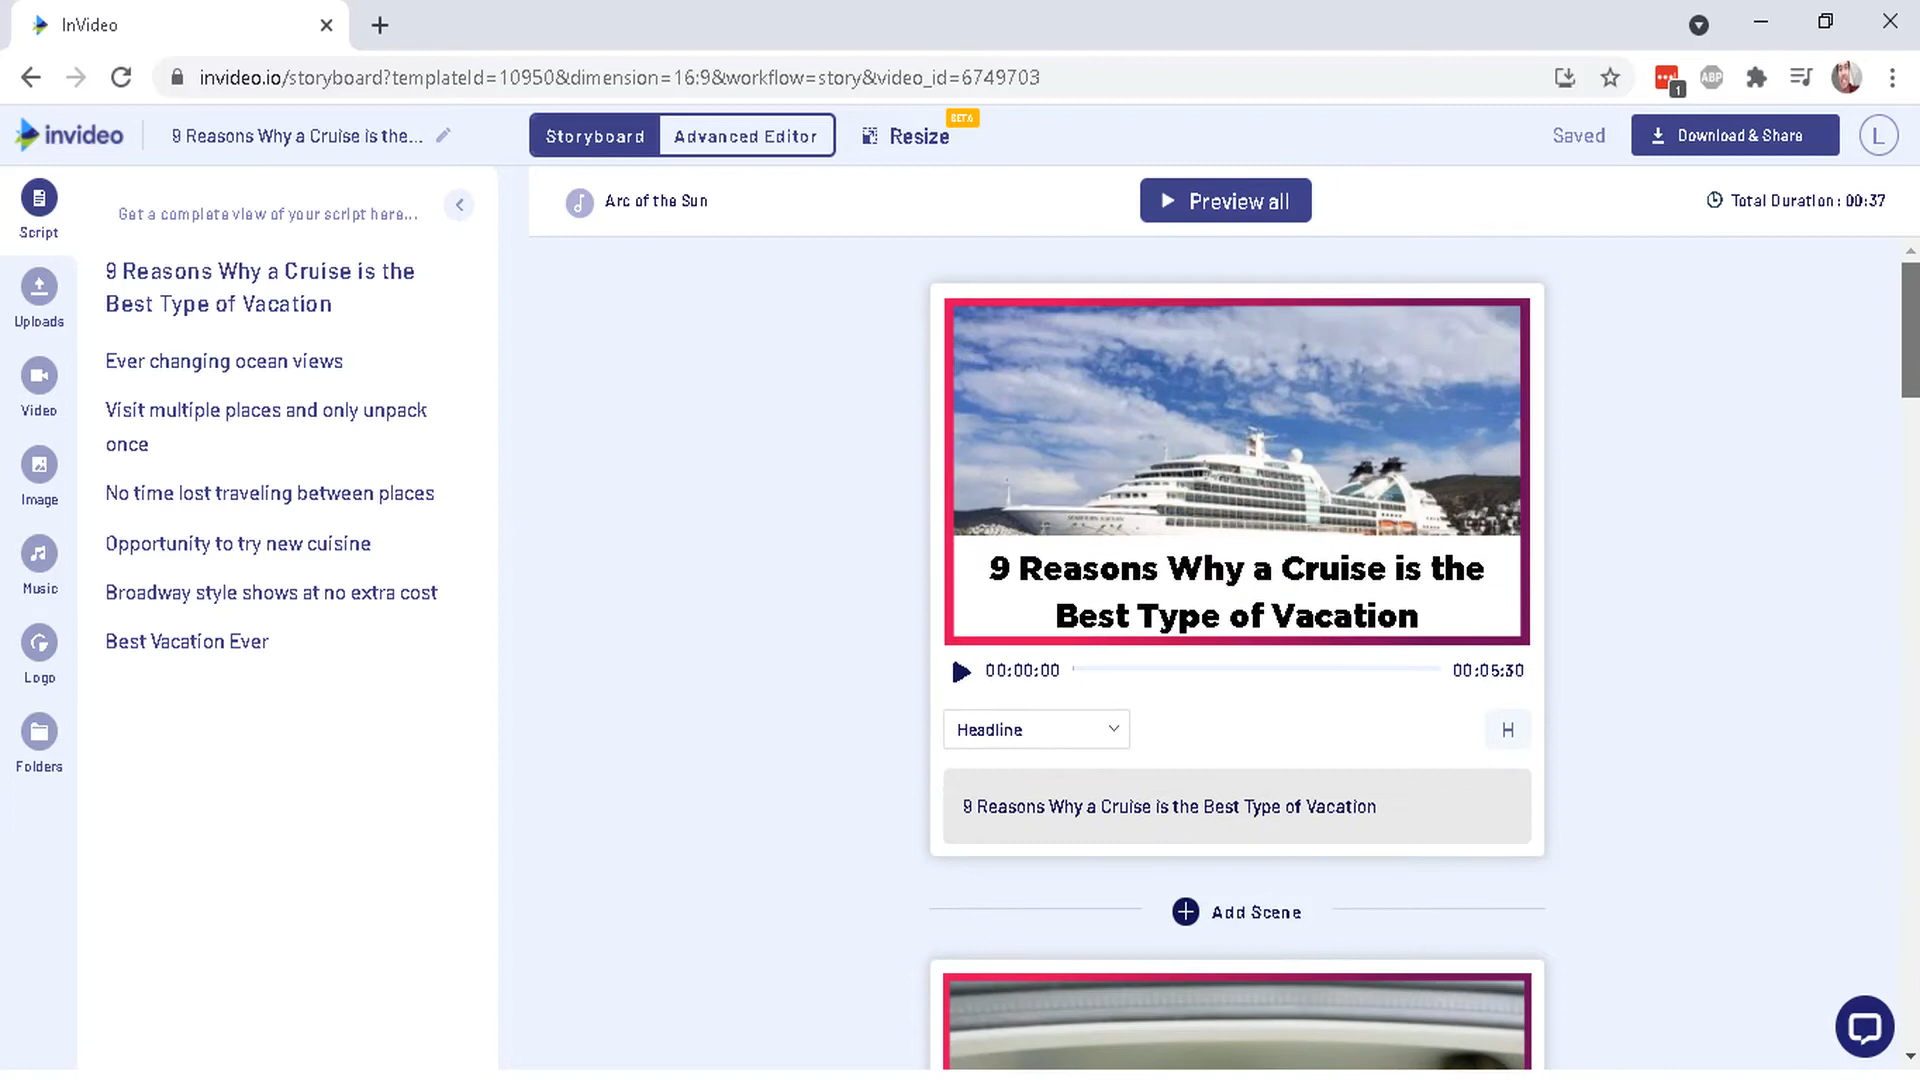 InVideo
invideo.io/storyboard?templateId=10950&dimension=16:9&workflow=story&video_id=6749703
1
ABP
invideo
9 Reasons Why a Cruise is the...
Storyboard
Advanced Editor
Resize
BETA
Saved
Download & Share
L
Script
Uploads
Video
Image
Music
Logo
Folders
Get a complete view of your script here...
9 Reasons Why a Cruise is the
Best Type of Vacation
Ever changing ocean views
Visit multiple places and only unpack
once
No time lost traveling between places
Opportunity to try new cuisine
Broadway style shows at no extra cost
Best Vacation Ever
Arc of the Sun
Preview all
Total Duration : 00:37
9 Reasons Why a Cruise is the
Best Type of Vacation
00:00:00
00:05:30
Headline
H
9 Reasons Why a Cruise is the Best Type of Vacation
Add Scene